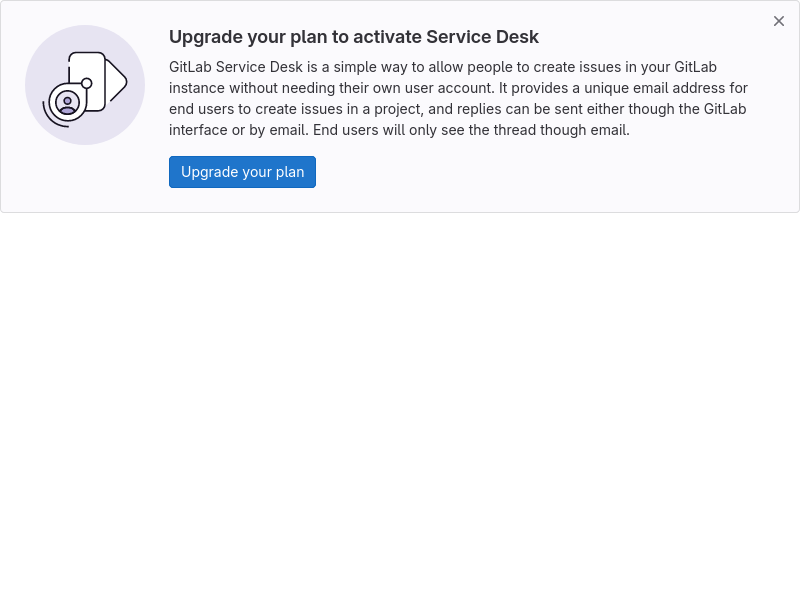 Upgrade your plan to activate Service Desk
GitLab Service Desk is a simple way to allow people to create issues in your GitLab
instance without needing their own user account. It provides a unique email address for
end users to create issues in a project, and replies can be sent either though the GitLab
interface or by email. End users will only see the thread though email.
Upgrade your plan